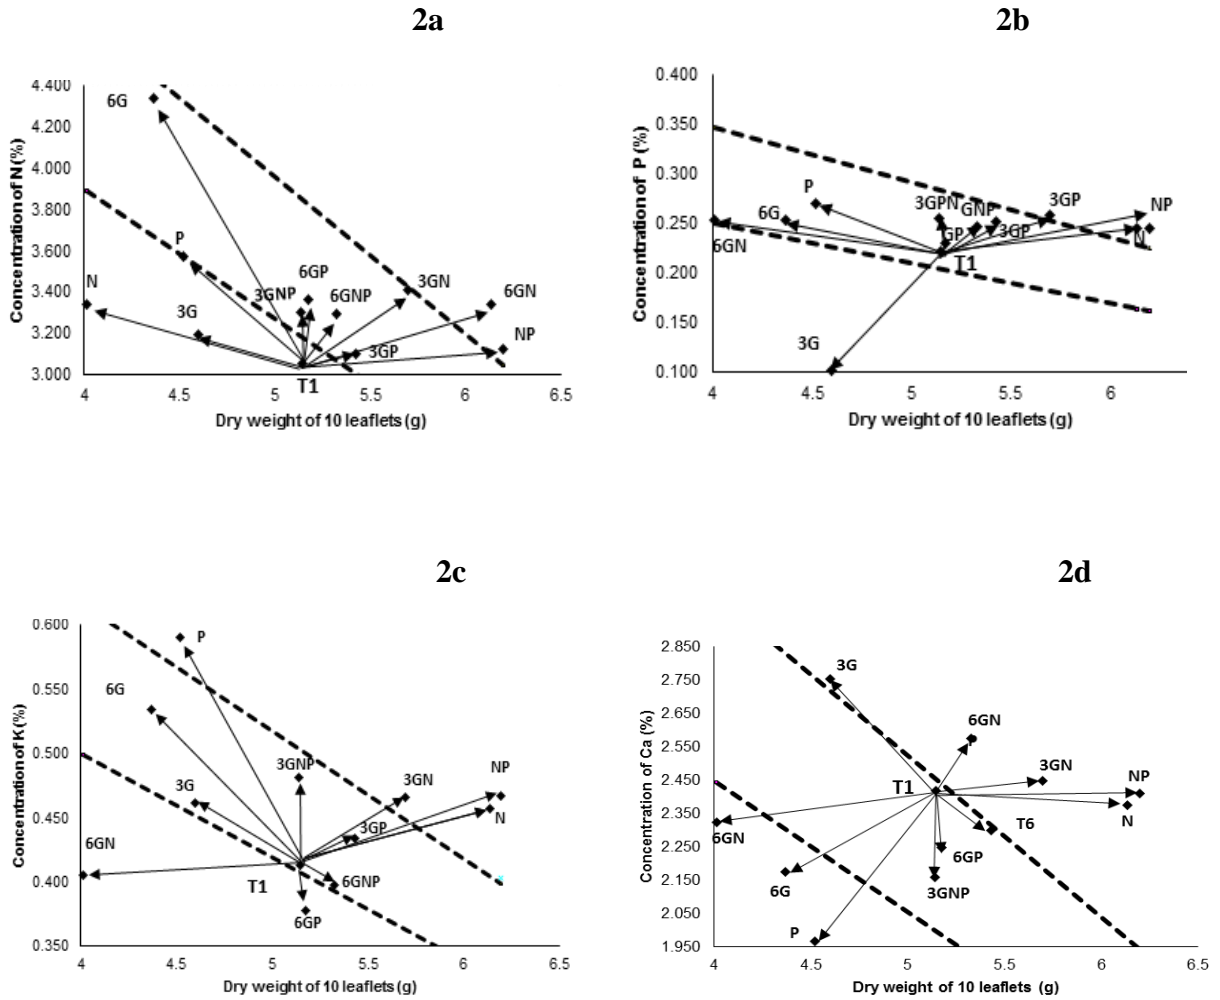 2a
4.400
4.200
4.000
3.800
3.600
3.400
3.200
3.000
4
4.5
5
5.5
6
6.5
Concentration of N (%)
Dry weight of 10 leaflets (g)
6G
P
N
3G
6GP
3GNP
6GNP
3GN
6GN
3GP
NP
T1
2b
0.400
0.350
0.300
0.250
0.200
0.150
0.100
4
4.5
5
5.5
6
Concentration of P (%)
Dry weight of 10 leaflets (g)
P
6G
6GN
3GPN
GNP
3GP
NP
GP
3GP
N
T1
3G
2c
0.600
0.550
0.500
0.450
0.400
0.350
4
4.5
5
5.5
6
6.5
Concentration of K (%)
Dry weight of 10 leaflets (g)
P
6G
3GNP
NP
3GN
3G
N
3GP
6GN
T1
6GNP
6GP
2d
2.850
2.750
2.650
2.550
2.450
2.350
2.250
2.150
2.050
1.950
4
4.5
5
5.5
6
6.5
Concentration of Ca (%)
Dry weight of 10 leaflets (g)
3G
6GN
3GN
NP
T1
T6
N
6GN
6GP
6G
3GNP
P